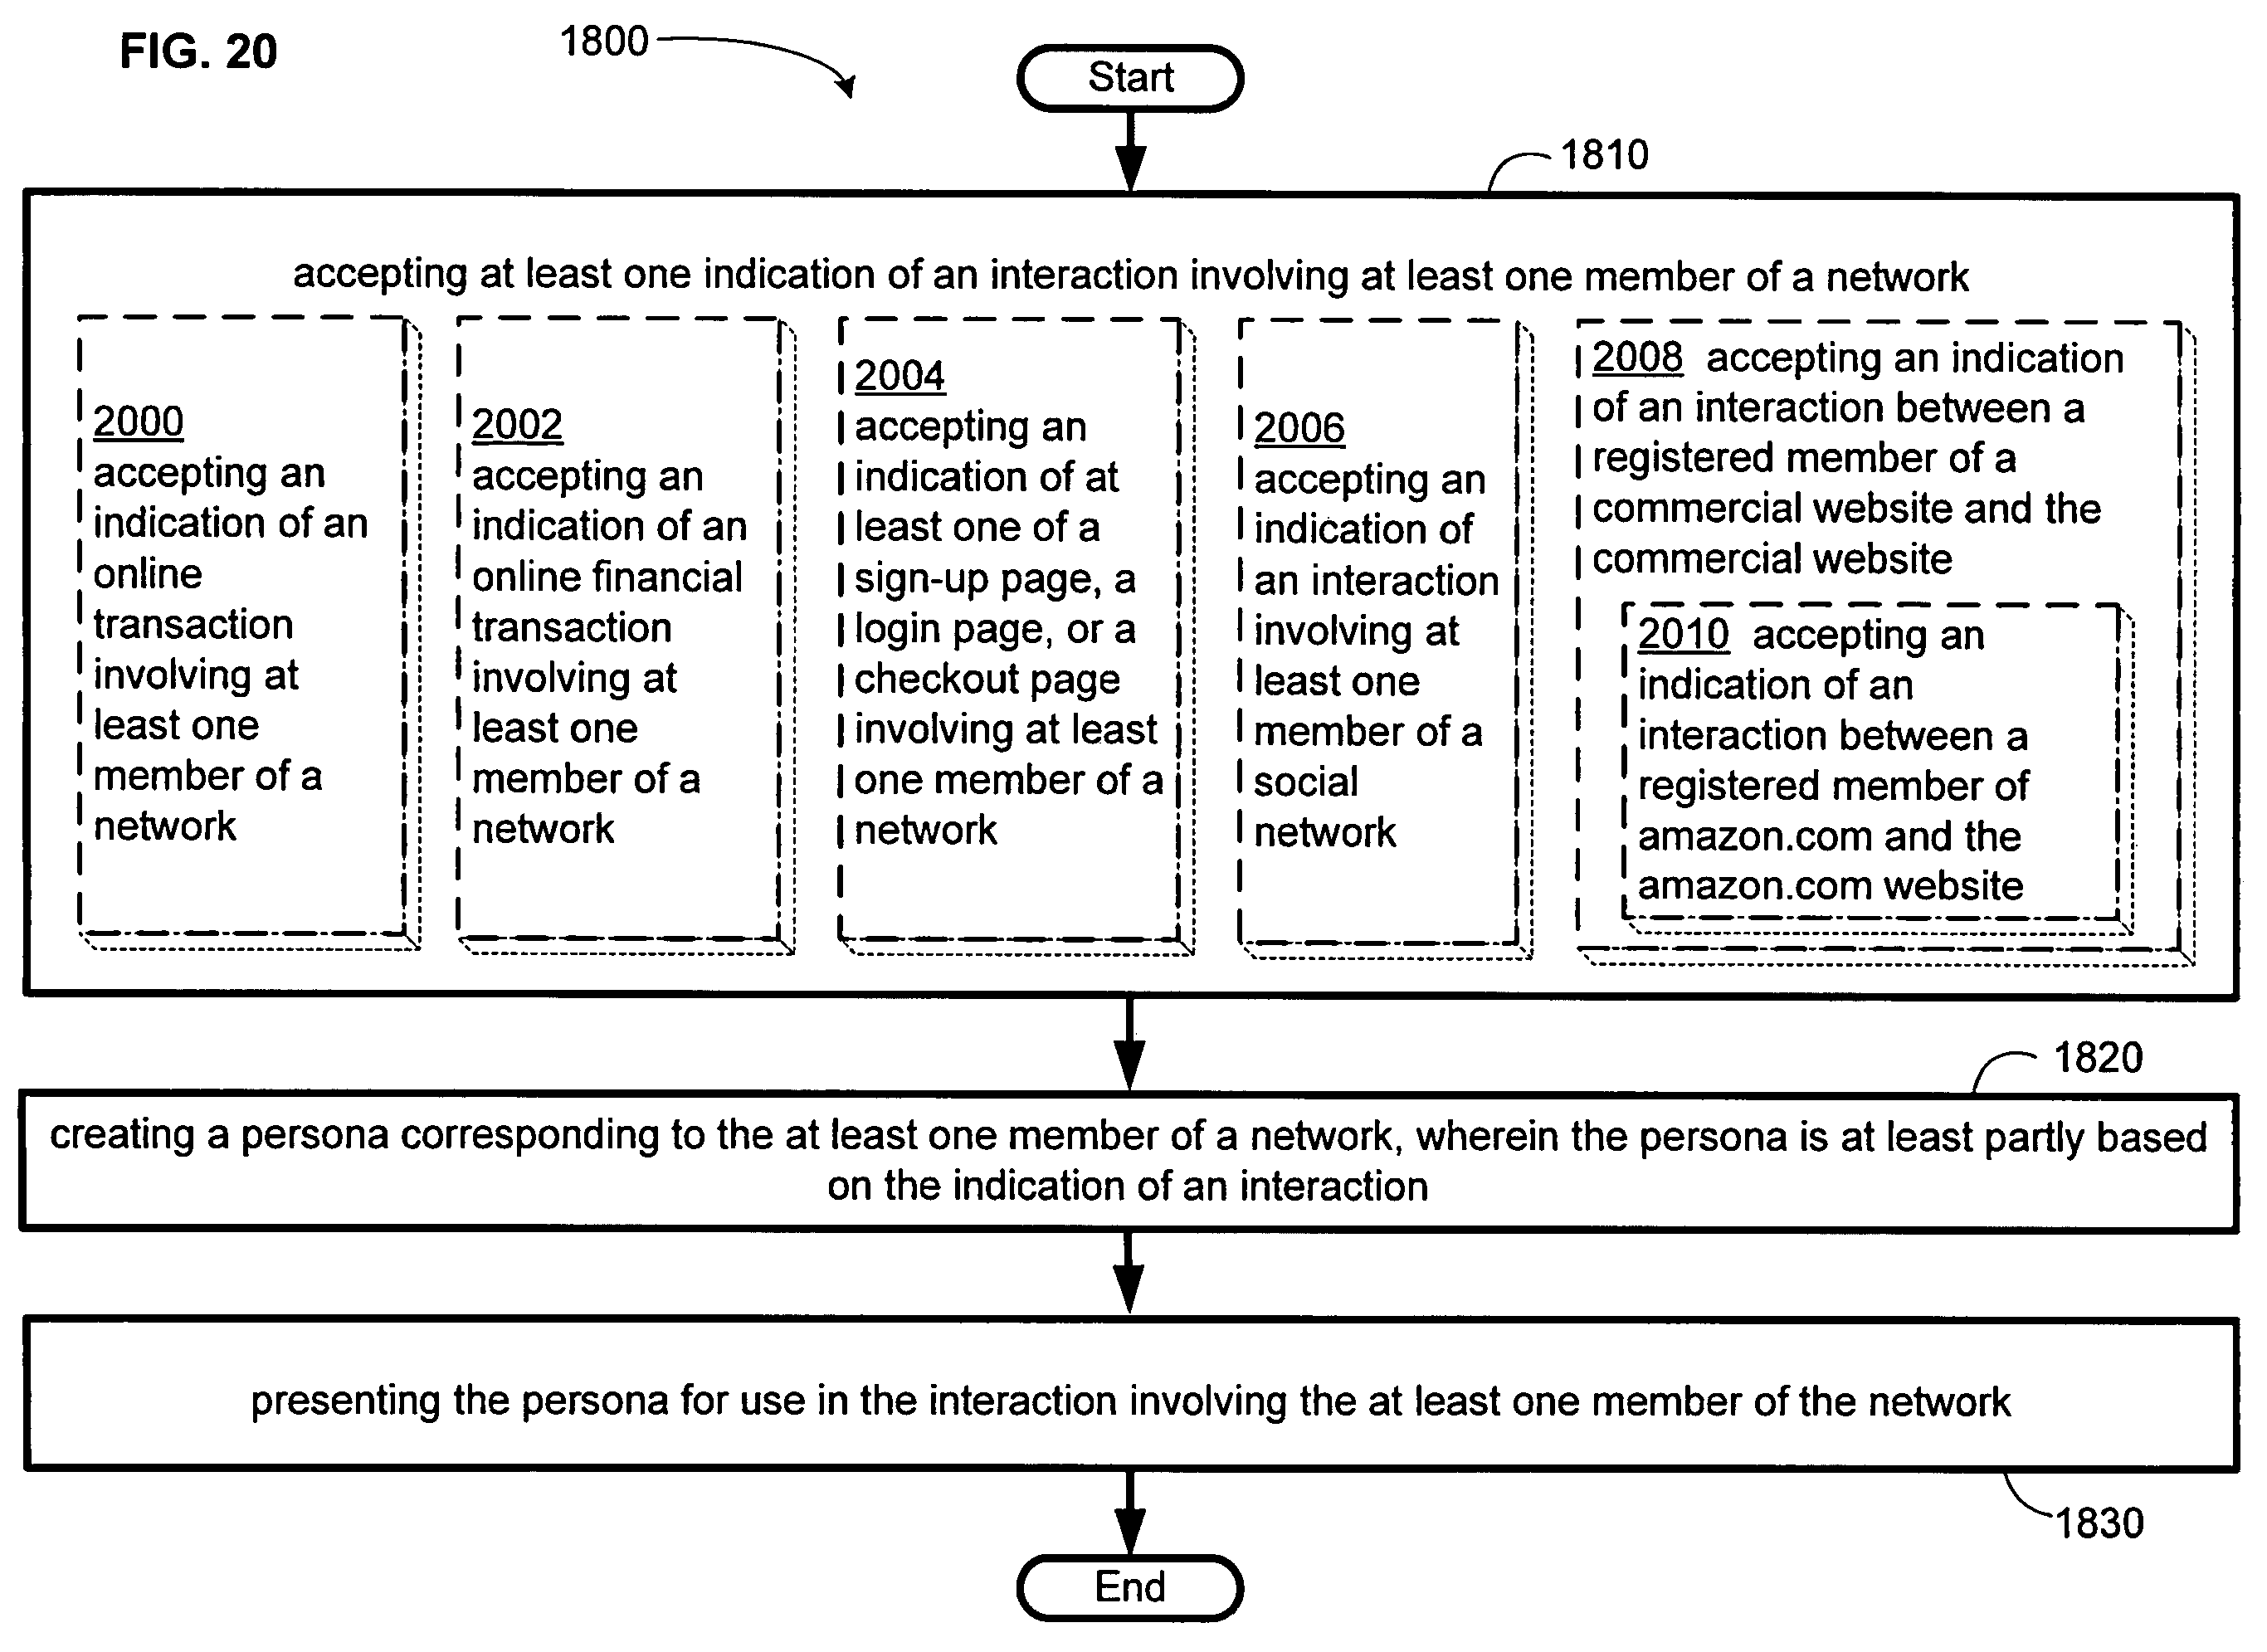 FIG. 20
1800
Start
1810
accepting at least one indication of an interaction involving at least one member of a network
2000
accepting an
indication of an
online
transaction
involving at
least one
member of a
network
2002
accepting an
indication of an
online financial
transaction
involving at
least one
member of a
network
2004
accepting an
indication of at
least one of a
sign-up page, a
login page, or a
checkout page
involving at least
one member of a
network
2006
accepting an
indication of
an interaction
involving at
least one
member of a
social
network
2008 accepting an indication
of an interaction between a
registered member of a
commercial website and the
commercial website
2010 accepting an
indication of an
interaction between a
registered member of
amazon.com and the
amazon.com website
1820
creating a persona corresponding to the at least one member of a network, wherein the persona is at least partly based
on the indication of an interaction
presenting the persona for use in the interaction involving the at least one member of the network
1830
End